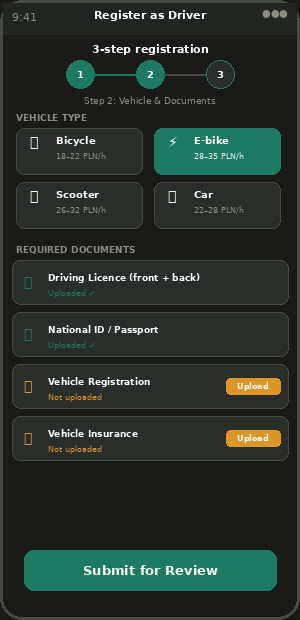 9:41
Register as Driver
3-step registration
1
2
3
Step 2: Vehicle & Documents
VEHICLE TYPE
Bicycle
18–22 PLN/h
E-bike
28–35 PLN/h
Scooter
26–32 PLN/h
Car
22–28 PLN/h
REQUIRED DOCUMENTS
Driving Licence (front + back)
Uploaded ✓
National ID / Passport
Uploaded ✓
Vehicle Registration
Not uploaded
Upload
Vehicle Insurance
Not uploaded
Upload
Submit for Review